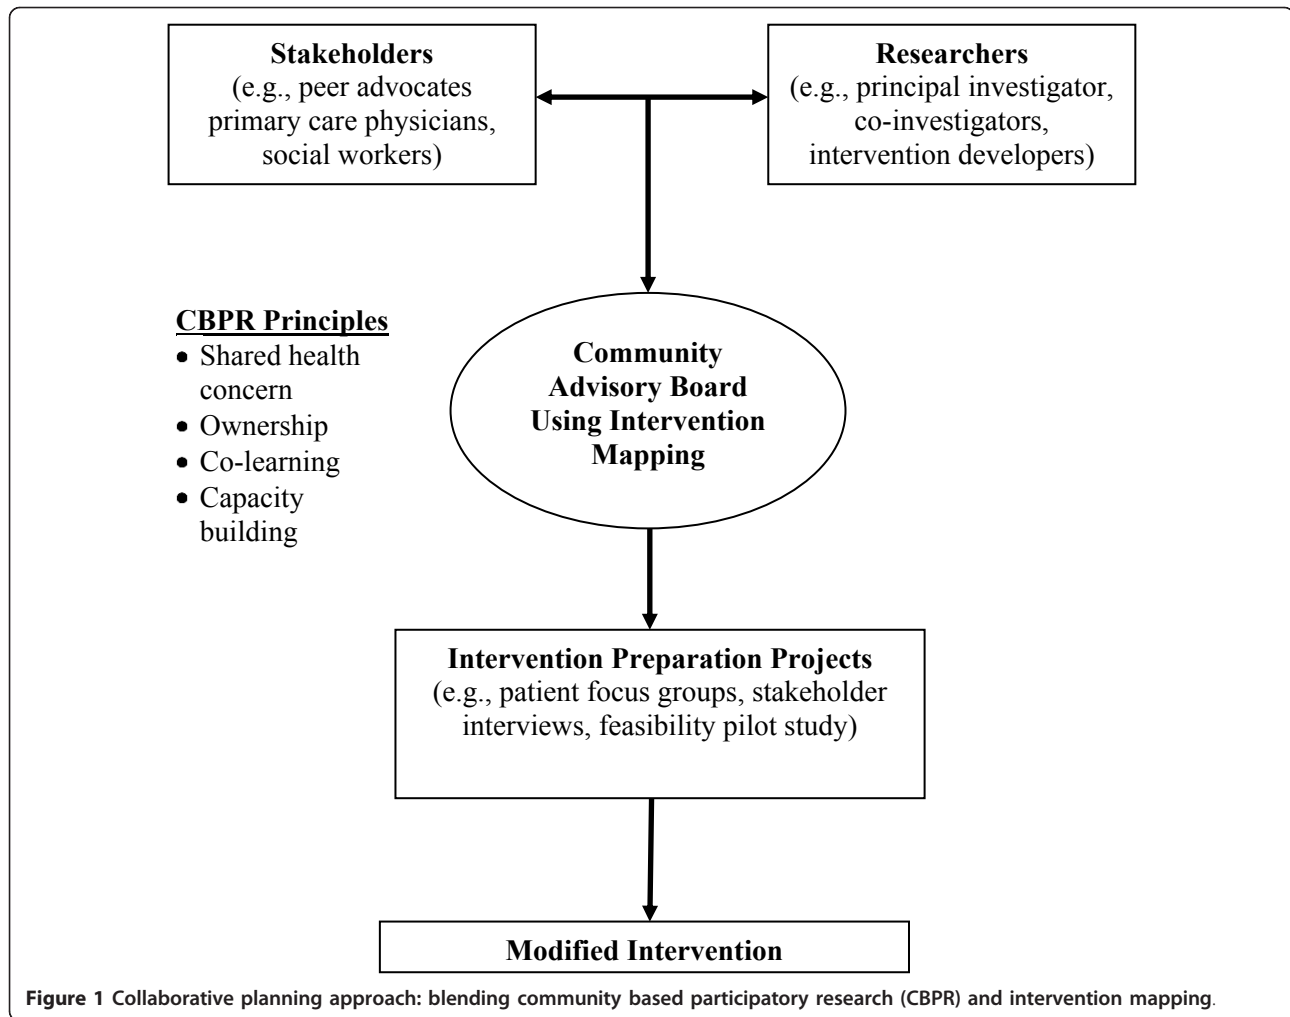 Stakeholders
(e.g., peer advocates
primary care physicians,
social workers)
Researchers
(e.g., principal investigator,
co-investigators,
intervention developers)
CBPR Principles
• Shared health
concern
• Ownership
• Co-learning
• Capacity
building
Community
Advisory Board
Using Intervention
Mapping
Intervention Preparation Projects
(e.g., patient focus groups, stakeholder
interviews, feasibility pilot study)
Modified Intervention
Figure 1 Collaborative planning approach: blending community based participatory research (CBPR) and intervention mapping.